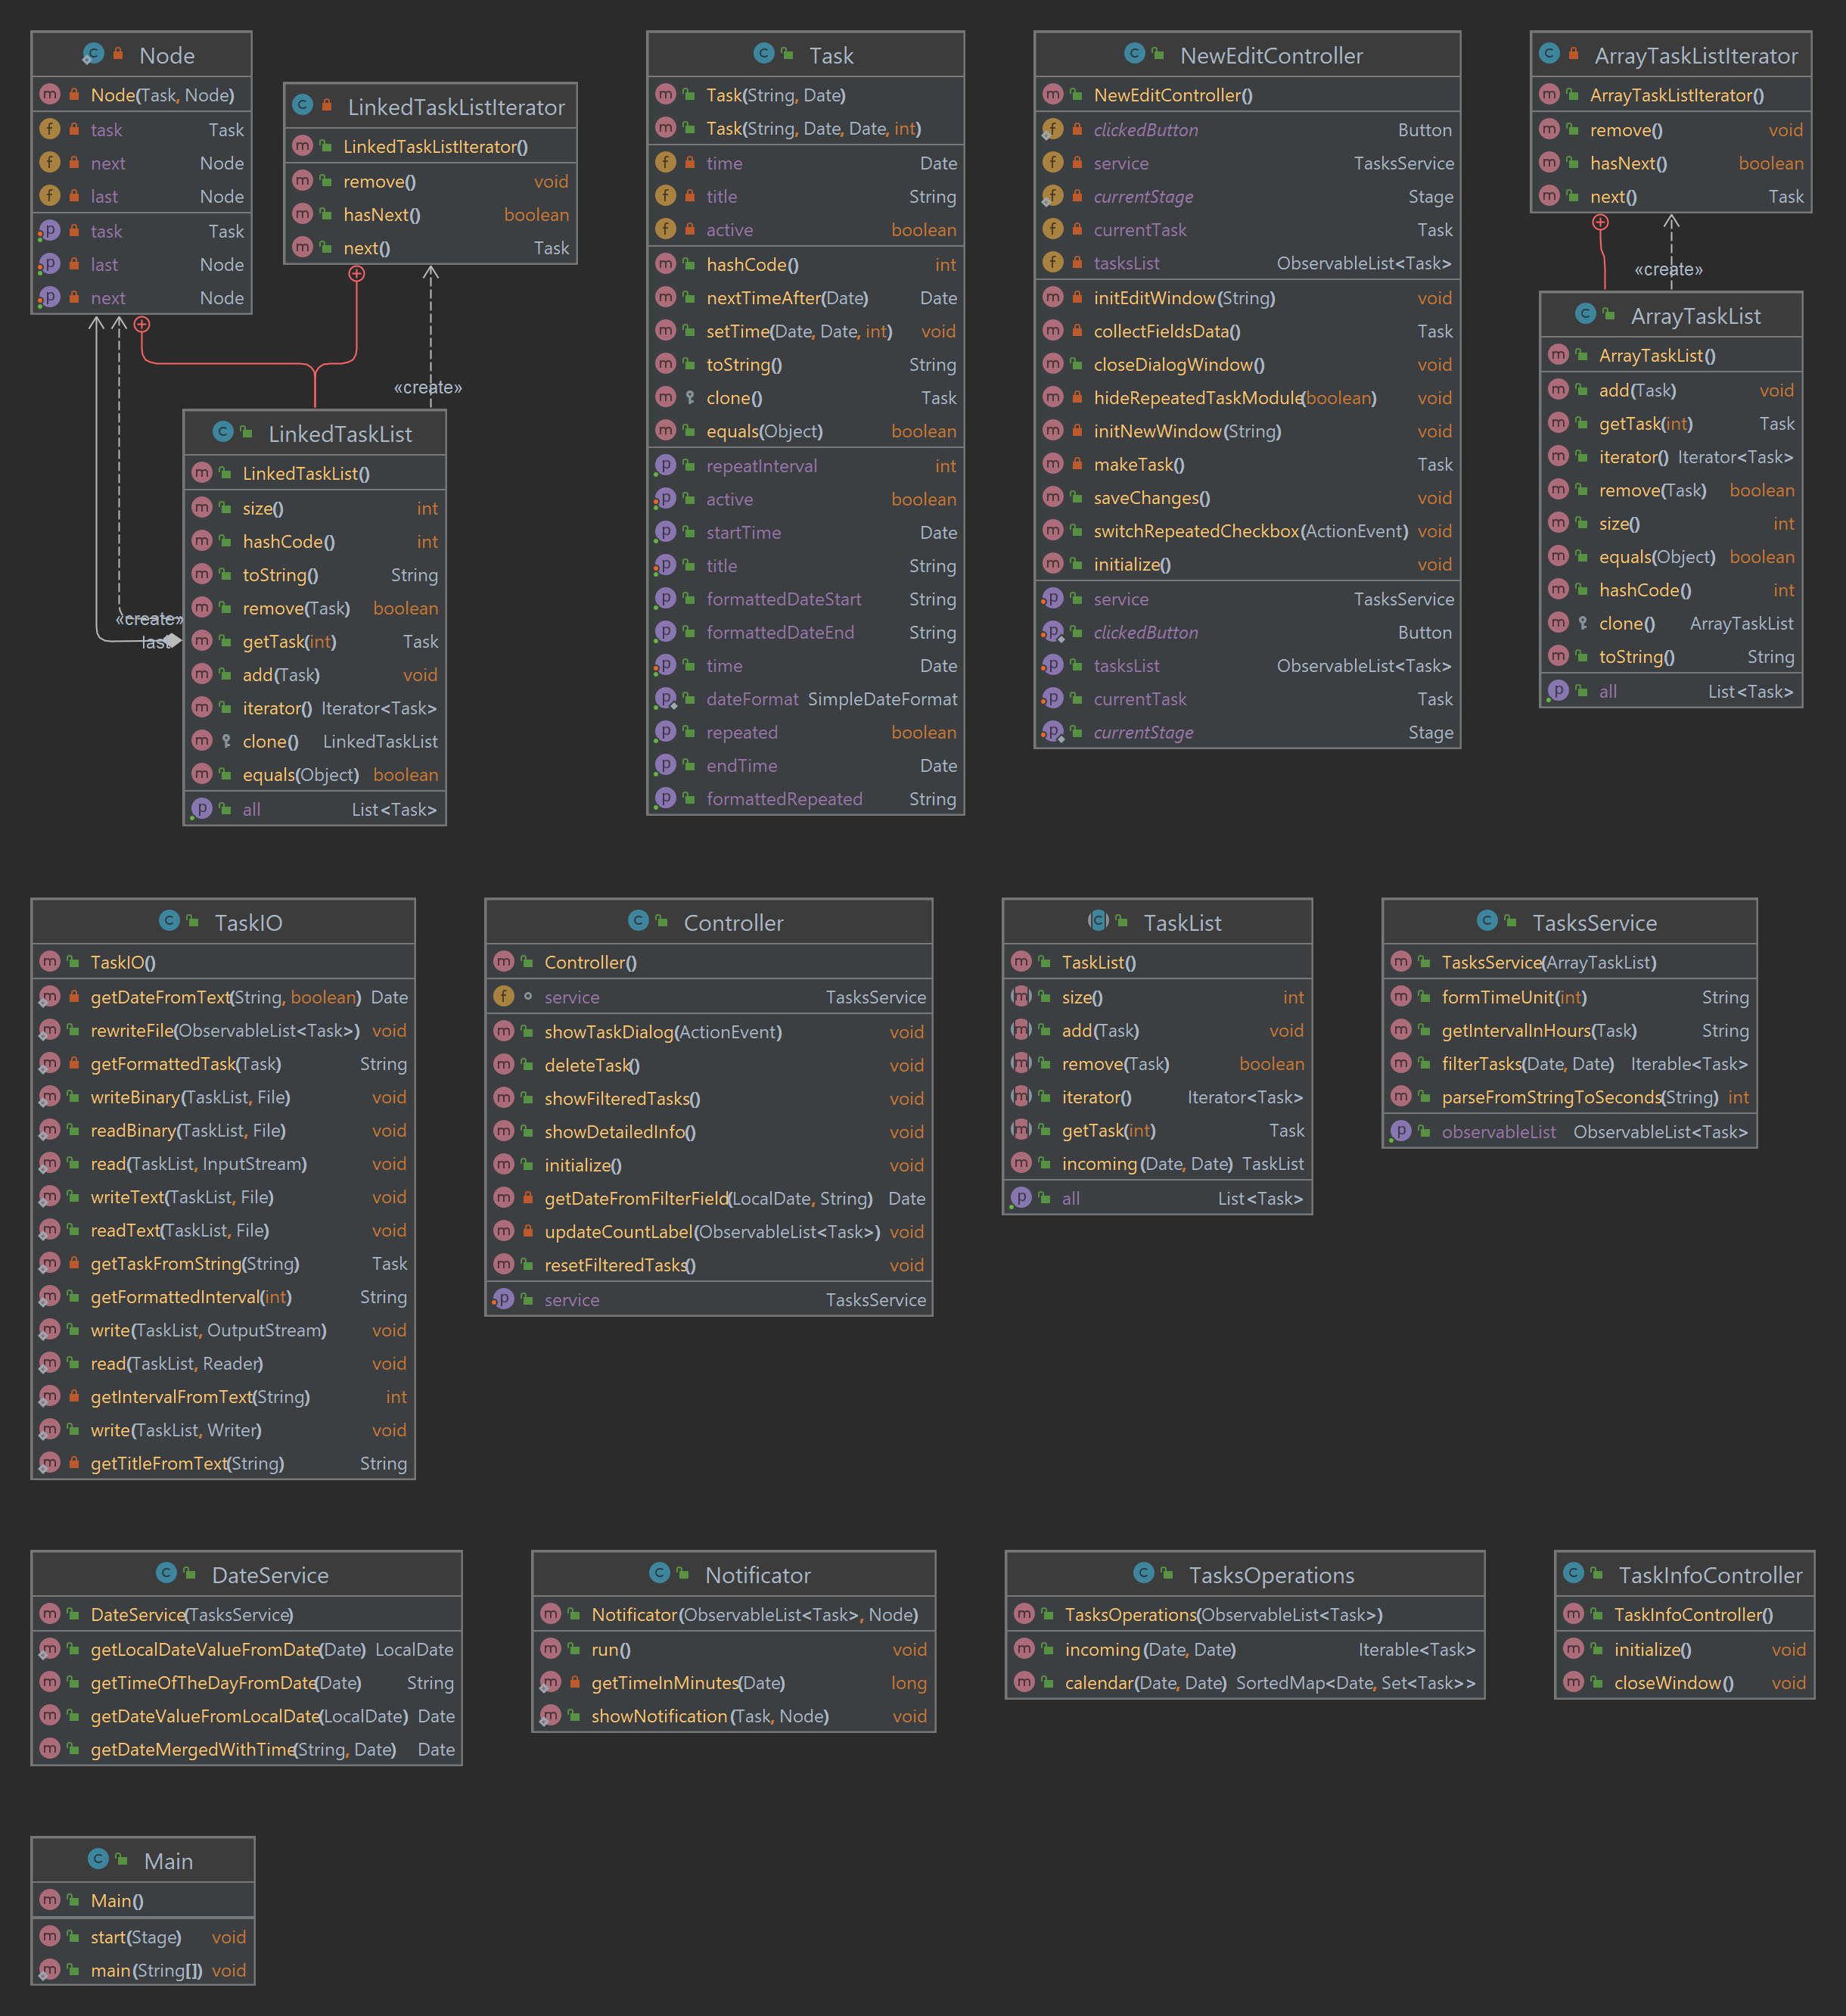 Node
Node(Task, Node)
task Task
next Node
last Node
task Task
last Node
next Node
LinkedTaskListIterator
LinkedTaskListIterator()
remove() void
hasNext() boolean
next() Task
«create»
LinkedTaskList
LinkedTaskList()
size() int
hashCode() int
toString() String
remove(Task) boolean
getTask(int) Task
add(Task) void
iterator() Iterator<Task>
clone() LinkedTaskList
equals(Object) boolean
all List<Task>
«create»
last
Task
Task(String, Date)
Task(String, Date, Date, int)
time Date
title String
active boolean
hashCode() int
nextTimeAfter(Date) Date
setTime(Date, Date, int) void
toString() String
clone() Task
equals(Object) boolean
repeatInterval int
active boolean
startTime Date
title String
formattedDateStart String
formattedDateEnd String
time Date
dateFormat SimpleDateFormat
repeated boolean
endTime Date
formattedRepeated String
NewEditController
NewEditController()
clickedButton Button
service TasksService
currentStage Stage
currentTask Task
tasksList ObservableList<Task>
initEditWindow(String) void
collectFieldsData() Task
closeDialogWindow() void
hideRepeatedTaskModule(boolean) void
initNewWindow(String) void
makeTask() Task
saveChanges() void
switchRepeatedCheckbox(ActionEvent) void
initialize() void
service TasksService
clickedButton Button
tasksList ObservableList<Task>
currentTask Task
currentStage Stage
ArrayTaskListIterator
ArrayTaskListIterator()
remove() void
hasNext() boolean
next() Task
«create»
ArrayTaskList
ArrayTaskList()
add(Task) void
getTask(int) Task
iterator() Iterator<Task>
remove(Task) boolean
size() int
equals(Object) boolean
hashCode() int
clone() ArrayTaskList
toString() String
all List<Task>
TaskIO
TaskIO()
getDateFromText(String, boolean) Date
rewriteFile(ObservableList<Task>) void
getFormattedTask(Task) String
writeBinary(TaskList, File) void
readBinary(TaskList, File) void
read(TaskList, InputStream) void
writeText(TaskList, File) void
readText(TaskList, File) void
getTaskFromString(String) Task
getFormattedInterval(int) String
write(TaskList, OutputStream) void
read(TaskList, Reader) void
getIntervalFromText(String) int
write(TaskList, Writer) void
getTitleFromText(String) String
Controller
Controller()
service TasksService
showTaskDialog(ActionEvent) void
deleteTask() void
showFilteredTasks() void
showDetailedInfo() void
initialize() void
getDateFromFilterField(LocalDate, String) Date
updateCountLabel(ObservableList<Task>) void
resetFilteredTasks() void
service TasksService
TaskList
TaskList()
size() int
add(Task) void
remove(Task) boolean
iterator() Iterator<Task>
getTask(int) Task
incoming(Date, Date) TaskList
all List<Task>
TasksService
TasksService(ArrayTaskList)
formTimeUnit(int) String
getIntervalInHours(Task) String
filterTasks(Date, Date) Iterable<Task>
parseFromStringToSeconds(String) int
observableList ObservableList<Task>
DateService
DateService(TasksService)
getLocalDateValueFromDate(Date) LocalDate
getTimeOfTheDayFromDate(Date) String
getDateValueFromLocalDate(LocalDate) Date
getDateMergedWithTime(String, Date) Date
Notificator
Notificator(ObservableList<Task>, Node)
run() void
getTimeInMinutes(Date) long
showNotification(Task, Node) void
TasksOperations
TasksOperations(ObservableList<Task>)
incoming(Date, Date) Iterable<Task>
calendar(Date, Date) SortedMap<Date, Set<Task>>
TaskInfoController
TaskInfoController()
initialize() void
closeWindow() void
Main
Main()
start(Stage) void
main(String[]) void